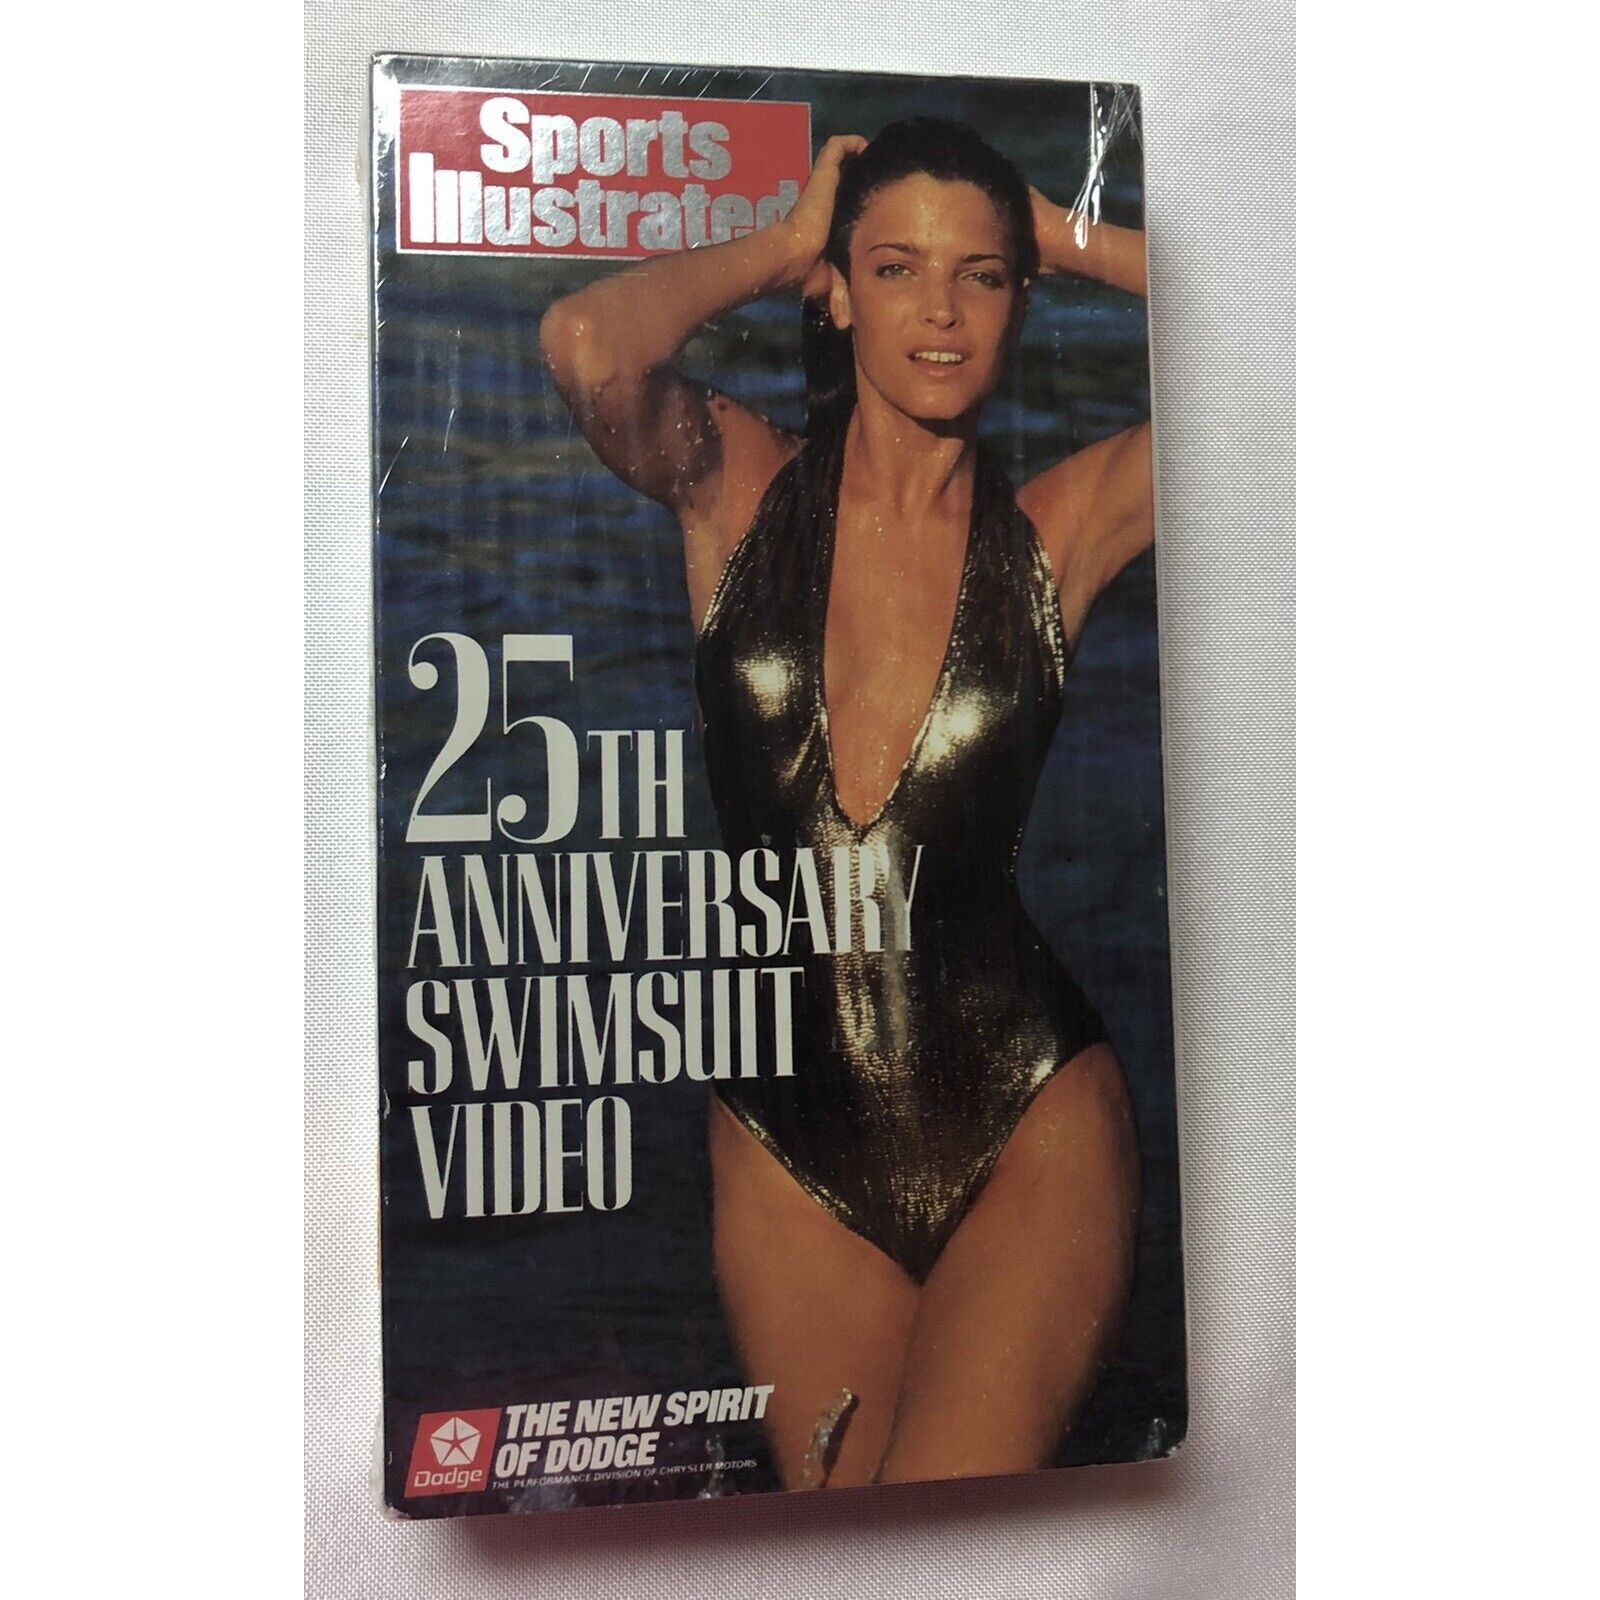 Sports
Illustrated
25TH
ANNIVERSARY
SWIMSUIT
VIDEO
THE NEW SPIRIT
OF DODGE
Dodge
THE PERFORMANCE DIVISION OF CHRYSLER MOTORS